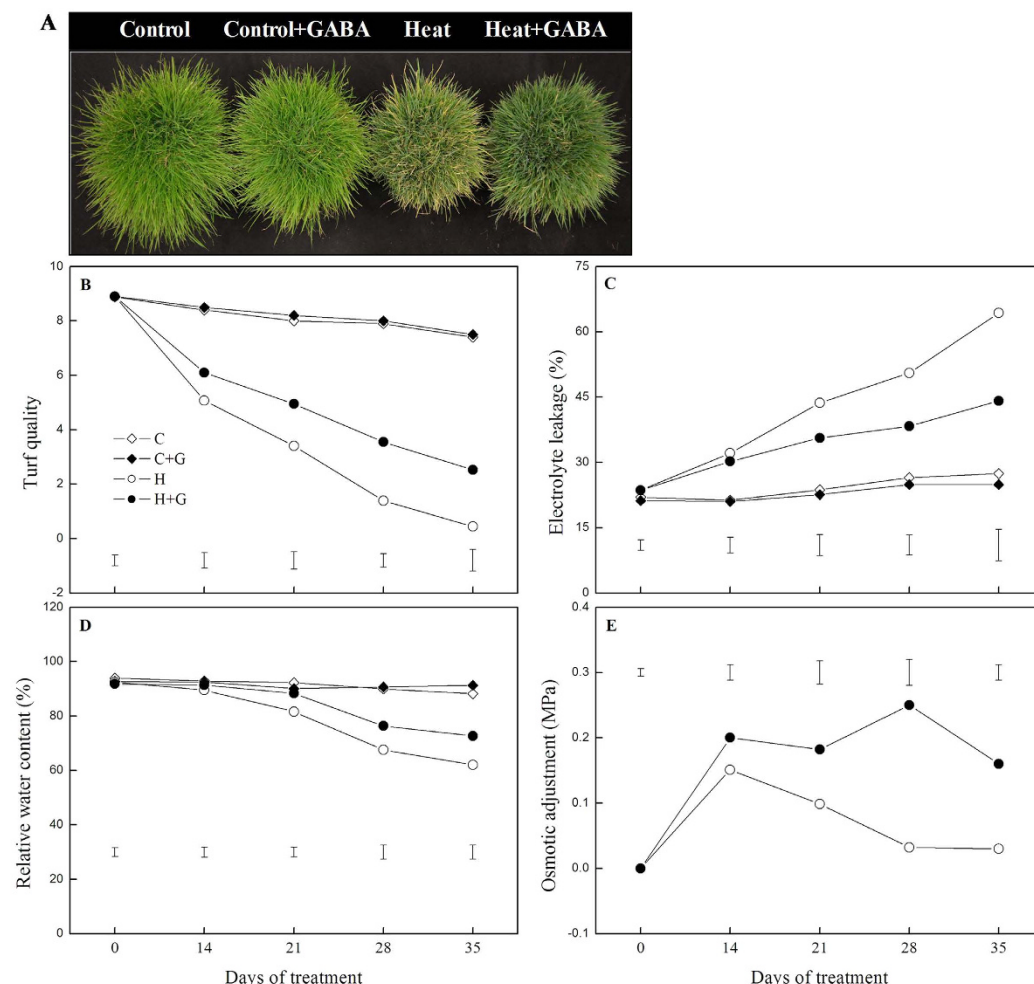 A
Control Control+GABA Heat Heat+GABA
B
Turf quality
10
8
6
4
2
0
-2
C
C+G
H
H+G
C
Electrolyte leakage (%)
75
60
45
30
15
0
D
Relative water content (%)
120
100
80
60
40
20
0
0 14 21 28 35
Days of treatment
E
Osmotic adjustment (MPa)
0.4
0.3
0.2
0.1
0.0
-0.1
0 14 21 28 35
Days of treatment